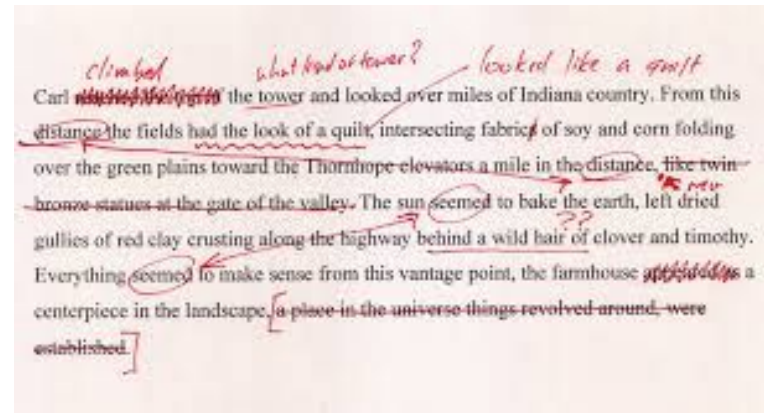 climbed what kind of tower? looked like a quilt
Carl the tower and looked over miles of Indiana country. From this
distance the fields had the look of a quilt, intersecting fabrics of soy and corn folding
over the green plains toward the Thornhope elevators a mile in the distance, like twin
bronze statues at the gate of the valley. The sun seemed to bake the earth, left dried
??
gullies of red clay crusting along the highway behind a wild hair of clover and timothy.
Everything seemed to make sense from this vantage point, the farmhouse a
centerpiece in the landscape, [a place in the universe things revolved around, were
established.]